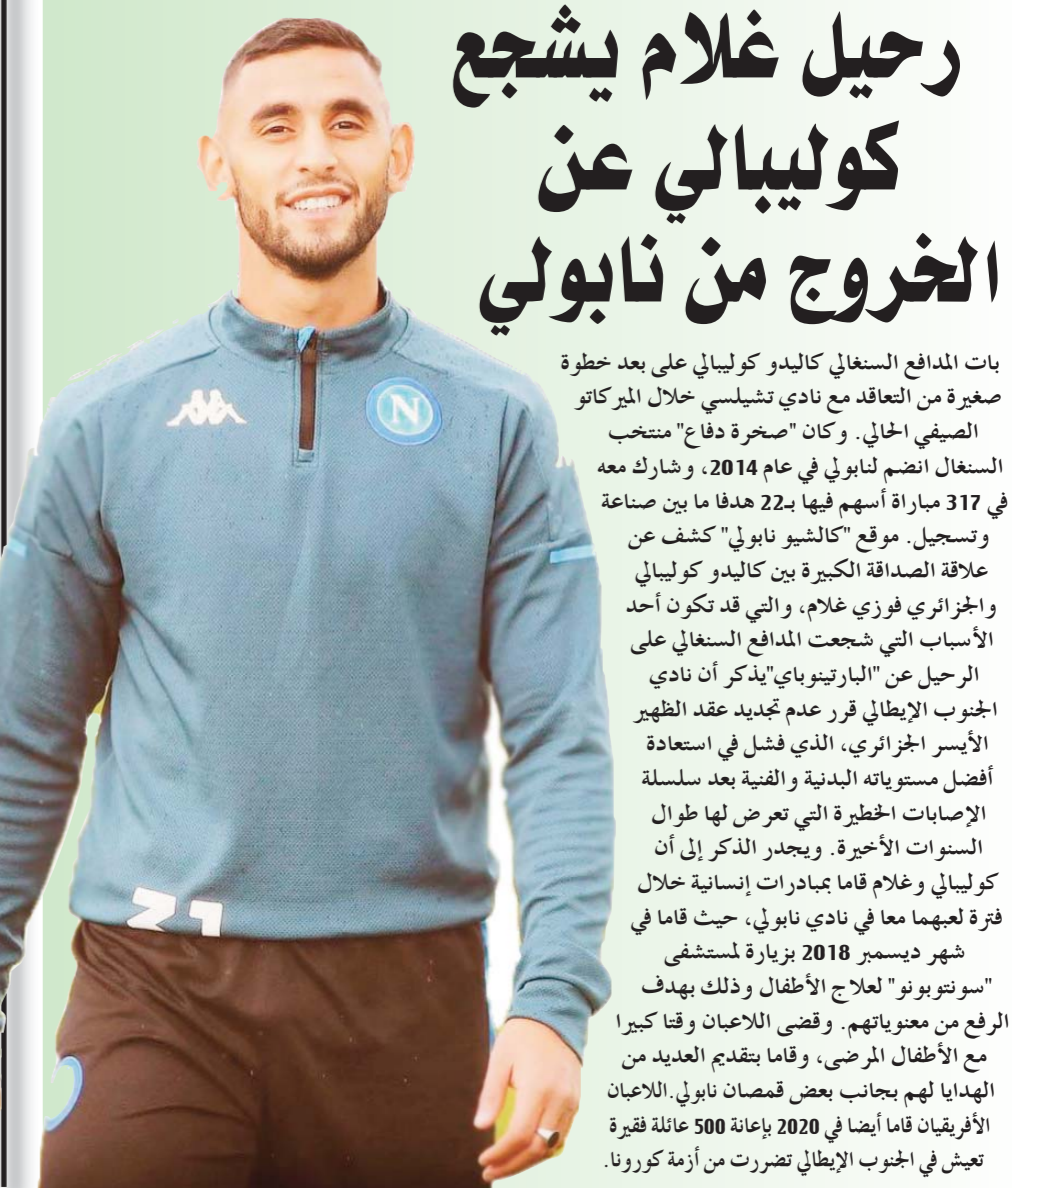 رحيل غلام يشجع
كوليبالي عن
الخروج من نابولي
بات المدافع السنغالي كاليدو كوليبالي على بعد خطوة
صغيرة من التعاقد مع نادي تشيلسي خلال الميركاتو
الصيفي الحالي. وكان "صخرة دفاع" منتخب
السنغال انضم لنابولي في عام 2014، وشارك معه
في 317 مباراة أسهم فيها بـ22 هدفا ما بين صناعة
وتسجيل. موقع "كالشيو نابولي" كشف عن
علاقة الصداقة الكبيرة بين كاليدو كوليبالي
والجزائري فوزي غلام، والتي قد تكون أحد
الأسباب التي شجعت المدافع السنغالي على
الرحيل عن "البارتينوباي"يذكر أن نادي
الجنوب الإيطالي قرر عدم تجديد عقد الظهير
الأيسر الجزائري، الذي فشل في استعادة
أفضل مستوياته البدنية والفنية بعد سلسلة
الإصابات الخطيرة التي تعرض لها طوال
السنوات الأخيرة. ويجدر الذكر إلى أن
كوليبالي وغلام قاما بمبادرات إنسانية خلال
فترة لعبهما معا في نادي نابولي، حيث قاما في
شهر ديسمبر 2018 بزيارة لمستشفى
"سونتوبونو" لعلاج الأطفال وذلك بهدف
الرفع من معنوياتهم. وقضى اللاعبان وقتا كبيرا
مع الأطفال المرضى، وقاما بتقديم العديد من
الهدايا لهم بجانب بعض قمصان نابولي.اللاعبان
الأفريقيان قاما أيضا في 2020 بإعانة 500 عائلة فقيرة
تعيش في الجنوب الإيطالي تضررت من أزمة كورونا.
N
31